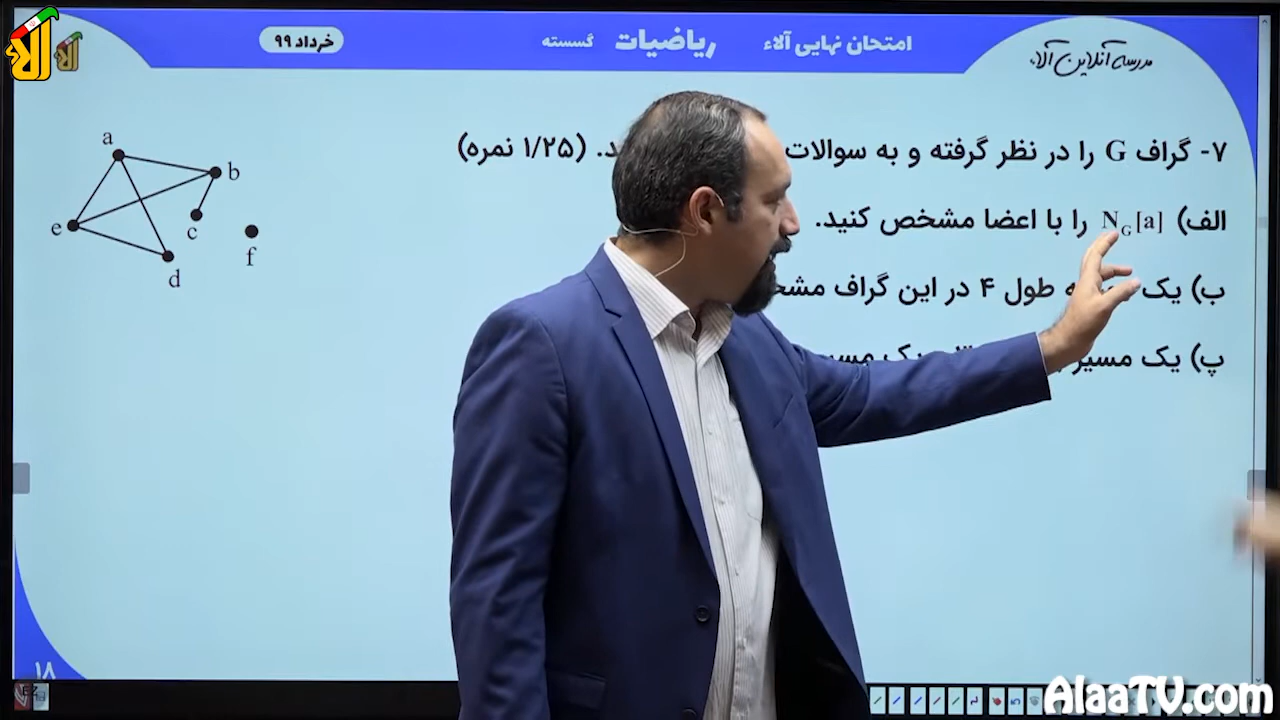 خرداد ۹۹
امتحان نهایی آلاء ریاضیات گسسته
مدرسه آنلاین آلاء
۷- گراف G را در نظر گرفته و به سوالات د. (۱/۲۵ نمره)
الف) N_G[a] را با اعضا مشخص کنید.
ب) یک طول ۴ در این گراف
پ) یک مسیر
a
b
c
d
e
f
۱۸
AlaaTV.com